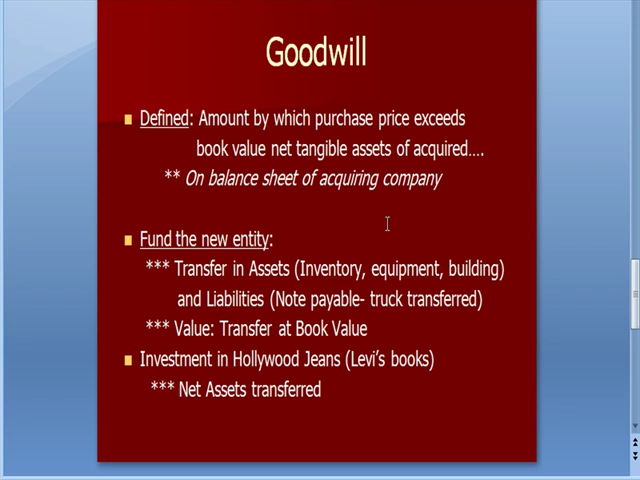 Goodwill
Defined: Amount by which purchase price exceeds
book value net tangible assets of acquired....
** On balance sheet of acquiring company
Fund the new entity:
*** Transfer in Assets (Inventory, equipment, building)
and Liabilities (Note payable- truck transferred)
*** Value: Transfer at Book Value
Investment in Hollywood Jeans (Levi's books)
*** Net Assets transferred